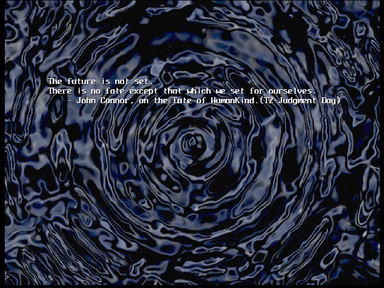 The future is not set.
There is no fate except that which we set for ourselves.
- John Connor, on the fate of HumanKind.(T2-Judgment Day)